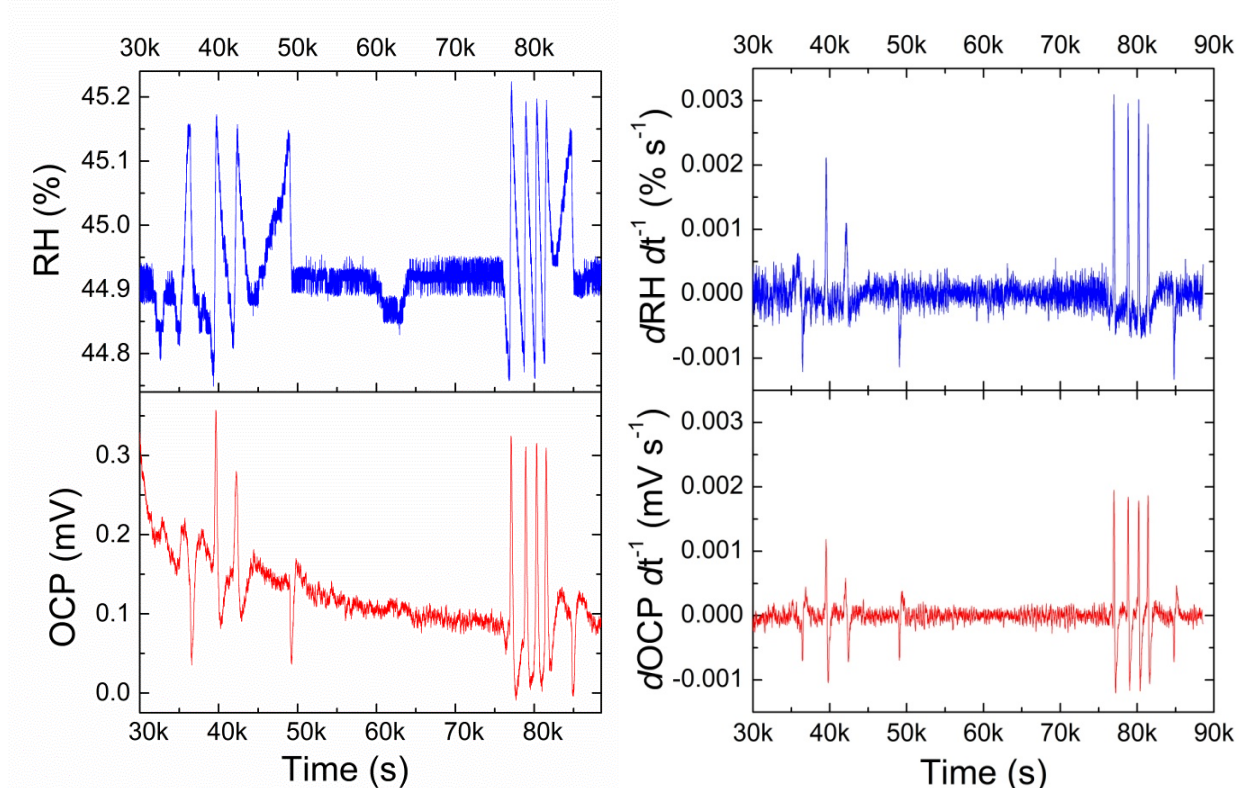 30k 40k 50k 60k 70k 80k
RH (%)
45.2
45.1
45.0
44.9
44.8
OCP (mV)
0.3
0.2
0.1
0.0
30k 40k 50k 60k 70k 80k
Time (s)
30k 40k 50k 60k 70k 80k 90k
dRH dt⁻¹ (% s⁻¹)
0.003
0.002
0.001
0.000
-0.001
dOCP dt⁻¹ (mV s⁻¹)
0.003
0.002
0.001
0.000
-0.001
30k 40k 50k 60k 70k 80k 90k
Time (s)